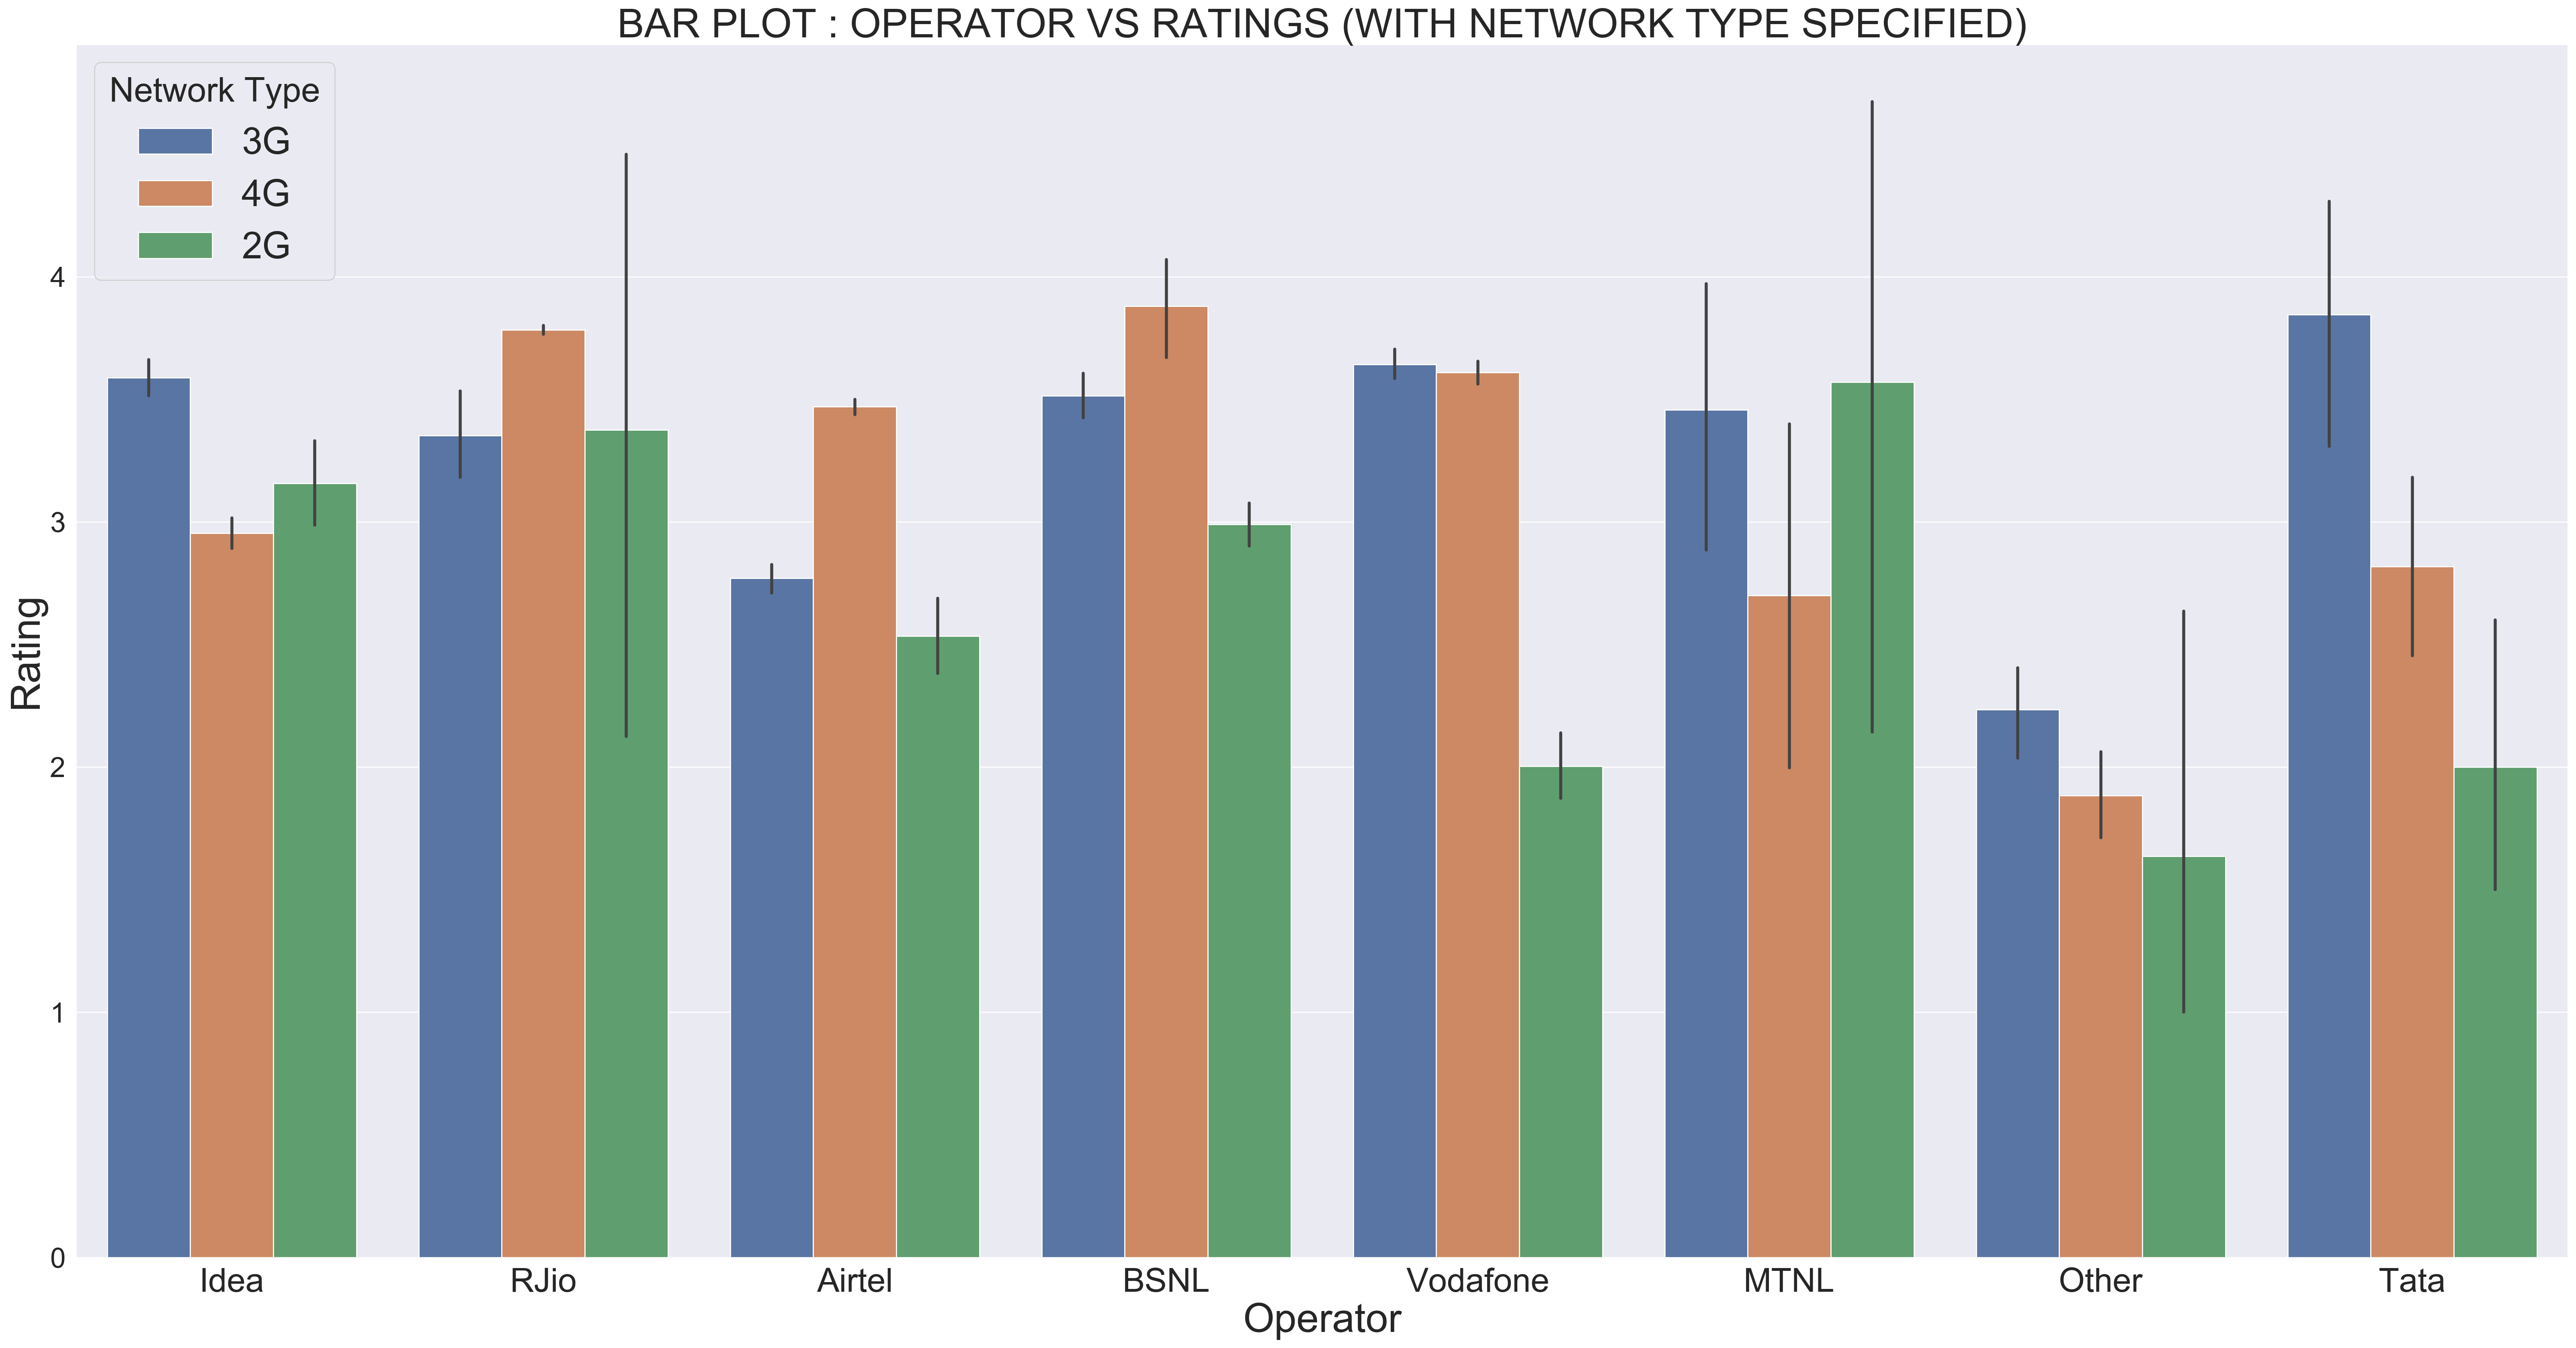 BAR PLOT : OPERATOR VS RATINGS (WITH NETWORK TYPE SPECIFIED)
Network Type
3G
4G
2G
4
3
2
1
0
Rating
Idea RJio Airtel BSNL Vodafone MTNL Other Tata
Operator